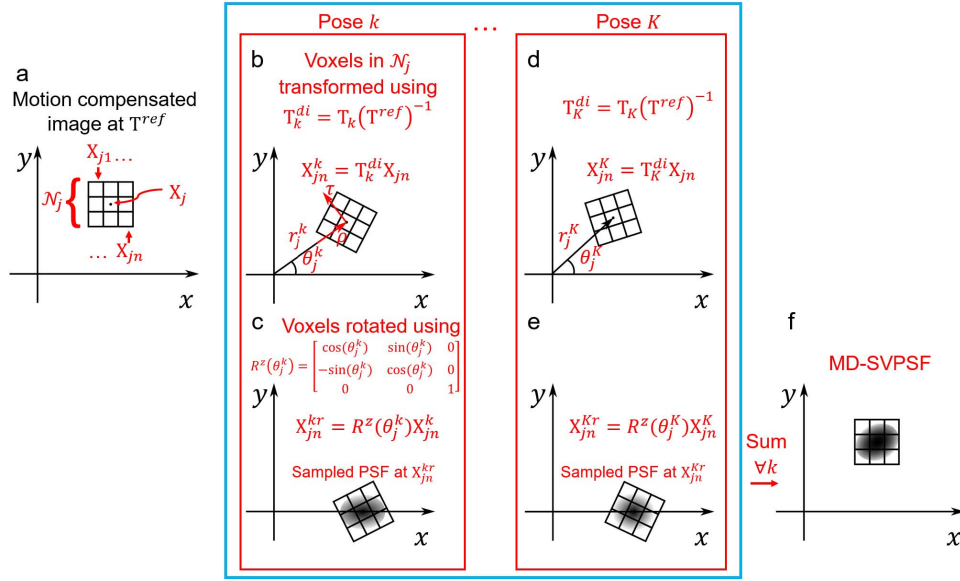 Pose k
...
Pose K
a
Motion compensated
image at T^ref
y
X_j1 ...
𝒩_j {
X_j
... X_jn
x
b
Voxels in 𝒩_j
transformed using
T_k^di = T_k(T^ref)^−1
y
X_jn^k = T_k^di X_jn
τ
r_j^k
ρ
θ_j^k
x
c
Voxels rotated using
R^z(θ_j^k) = [cos(θ_j^k) sin(θ_j^k) 0
−sin(θ_j^k) cos(θ_j^k) 0
0 0 1]
y
X_jn^kr = R^z(θ_j^k)X_jn^k
Sampled PSF at X_jn^kr
x
d
T_K^di = T_K(T^ref)^−1
y
X_jn^K = T_K^di X_jn
r_j^K
θ_j^K
x
e
y
X_jn^Kr = R^z(θ_j^K)X_jn^K
Sampled PSF at X_jn^Kr
x
Sum
∀k
f
MD-SVPSF
y
x